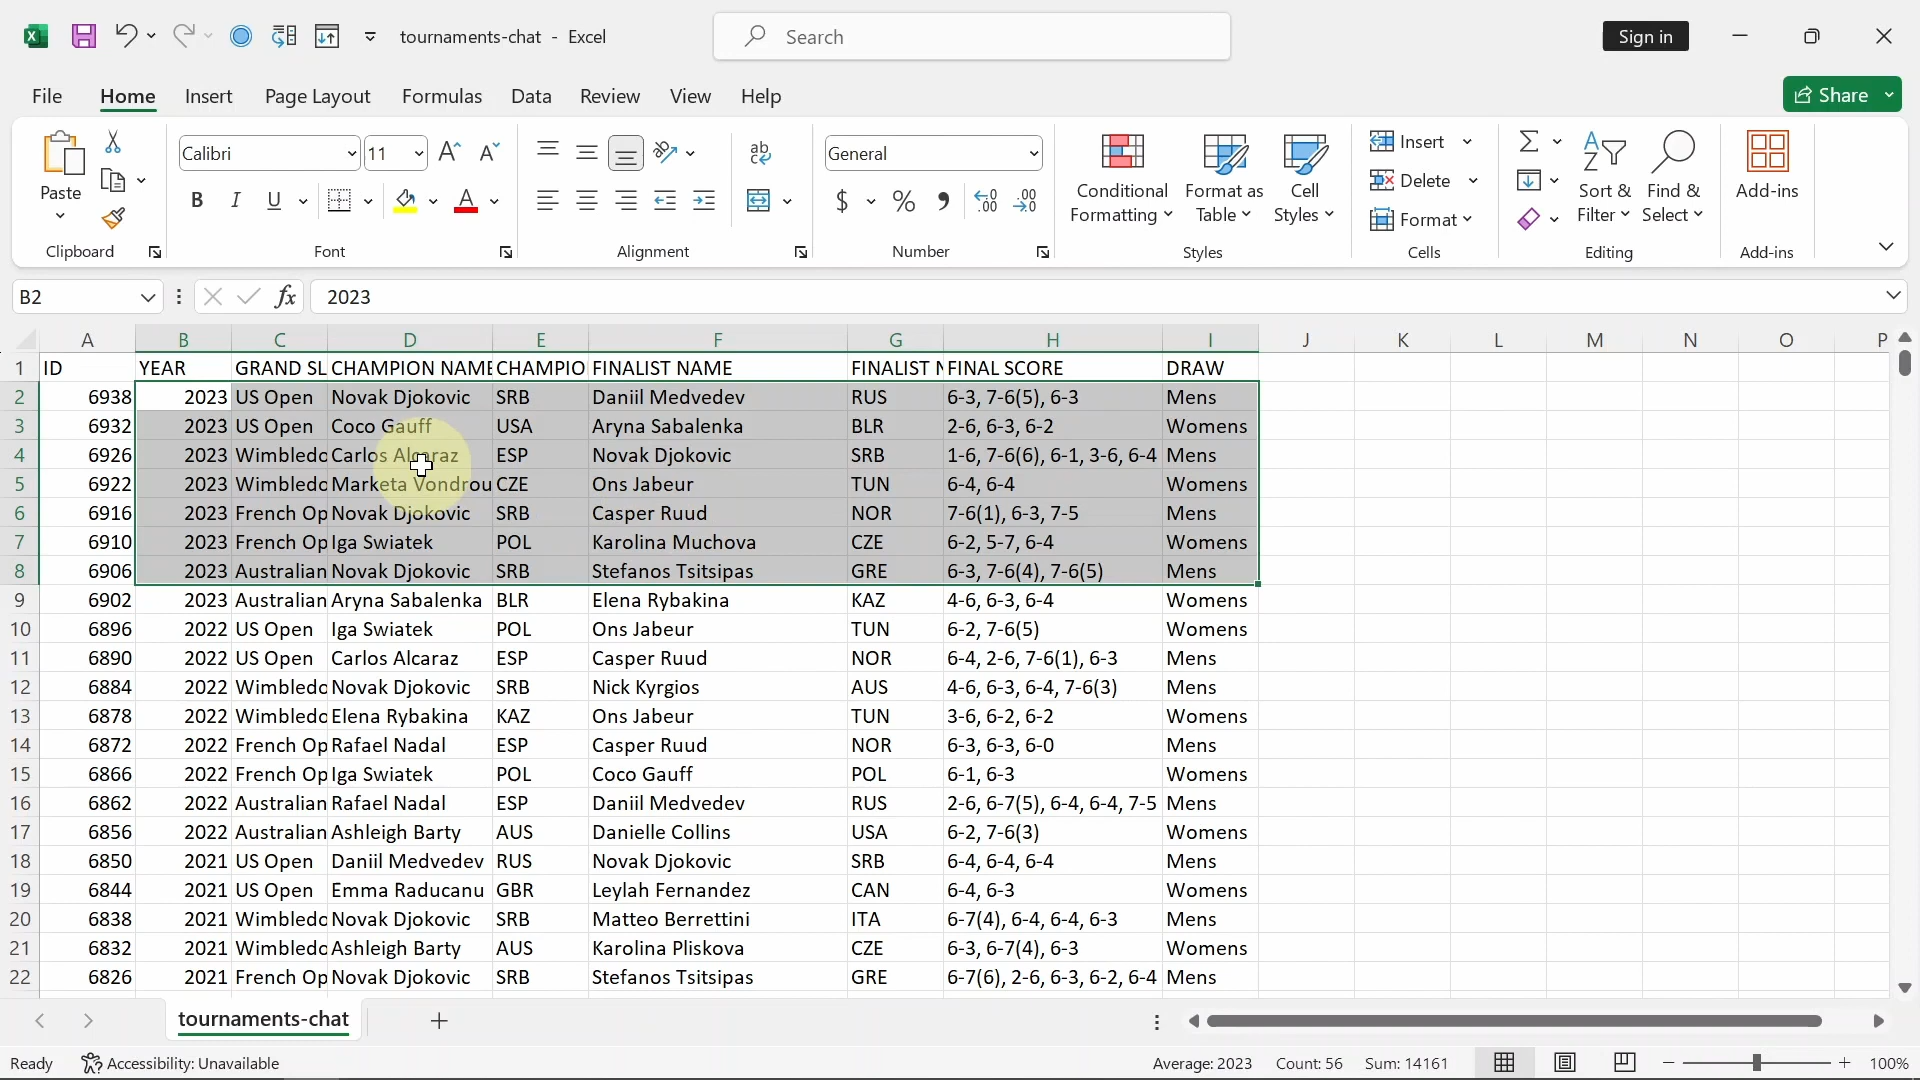 tournaments-chat - Excel
Search
Sign in
File Home Insert Page Layout Formulas Data Review View Help
Share
Paste
Clipboard
Calibri 11
B I U A
Font
ab
Alignment
General
$ % ,
Number
Conditional Formatting
Format as Table
Cell Styles
Styles
Insert
Delete
Format
Cells
Sort & Filter
Find & Select
Editing
Add-ins
Add-ins
B2 fx 2023
A B C D E F G H I J K L M N O P
1 ID YEAR GRAND SL CHAMPION NAME CHAMPIO FINALIST NAME FINALIST N FINAL SCORE DRAW
2 6938 2023 US Open Novak Djokovic SRB Daniil Medvedev RUS 6-3, 7-6(5), 6-3 Mens
3 6932 2023 US Open Coco Gauff USA Aryna Sabalenka BLR 2-6, 6-3, 6-2 Womens
4 6926 2023 Wimbledo Carlos Alcaraz ESP Novak Djokovic SRB 1-6, 7-6(6), 6-1, 3-6, 6-4 Mens
5 6922 2023 Wimbledo Marketa Vondrou CZE Ons Jabeur TUN 6-4, 6-4 Womens
6 6916 2023 French Op Novak Djokovic SRB Casper Ruud NOR 7-6(1), 6-3, 7-5 Mens
7 6910 2023 French Op Iga Swiatek POL Karolina Muchova CZE 6-2, 5-7, 6-4 Womens
8 6906 2023 Australian Novak Djokovic SRB Stefanos Tsitsipas GRE 6-3, 7-6(4), 7-6(5) Mens
9 6902 2023 Australian Aryna Sabalenka BLR Elena Rybakina KAZ 4-6, 6-3, 6-4 Womens
10 6896 2022 US Open Iga Swiatek POL Ons Jabeur TUN 6-2, 7-6(5) Womens
11 6890 2022 US Open Carlos Alcaraz ESP Casper Ruud NOR 6-4, 2-6, 7-6(1), 6-3 Mens
12 6884 2022 Wimbledo Novak Djokovic SRB Nick Kyrgios AUS 4-6, 6-3, 6-4, 7-6(3) Mens
13 6878 2022 Wimbledo Elena Rybakina KAZ Ons Jabeur TUN 3-6, 6-2, 6-2 Womens
14 6872 2022 French Op Rafael Nadal ESP Casper Ruud NOR 6-3, 6-3, 6-0 Mens
15 6866 2022 French Op Iga Swiatek POL Coco Gauff POL 6-1, 6-3 Womens
16 6862 2022 Australian Rafael Nadal ESP Daniil Medvedev RUS 2-6, 6-7(5), 6-4, 6-4, 7-5 Mens
17 6856 2022 Australian Ashleigh Barty AUS Danielle Collins USA 6-2, 7-6(3) Womens
18 6850 2021 US Open Daniil Medvedev RUS Novak Djokovic SRB 6-4, 6-4, 6-4 Mens
19 6844 2021 US Open Emma Raducanu GBR Leylah Fernandez CAN 6-4, 6-3 Womens
20 6838 2021 Wimbledo Novak Djokovic SRB Matteo Berrettini ITA 6-7(4), 6-4, 6-4, 6-3 Mens
21 6832 2021 Wimbledo Ashleigh Barty AUS Karolina Pliskova CZE 6-3, 6-7(4), 6-3 Womens
22 6826 2021 French Op Novak Djokovic SRB Stefanos Tsitsipas GRE 6-7(6), 2-6, 6-3, 6-2, 6-4 Mens
tournaments-chat
Ready Accessibility: Unavailable Average: 2023 Count: 56 Sum: 14161 100%